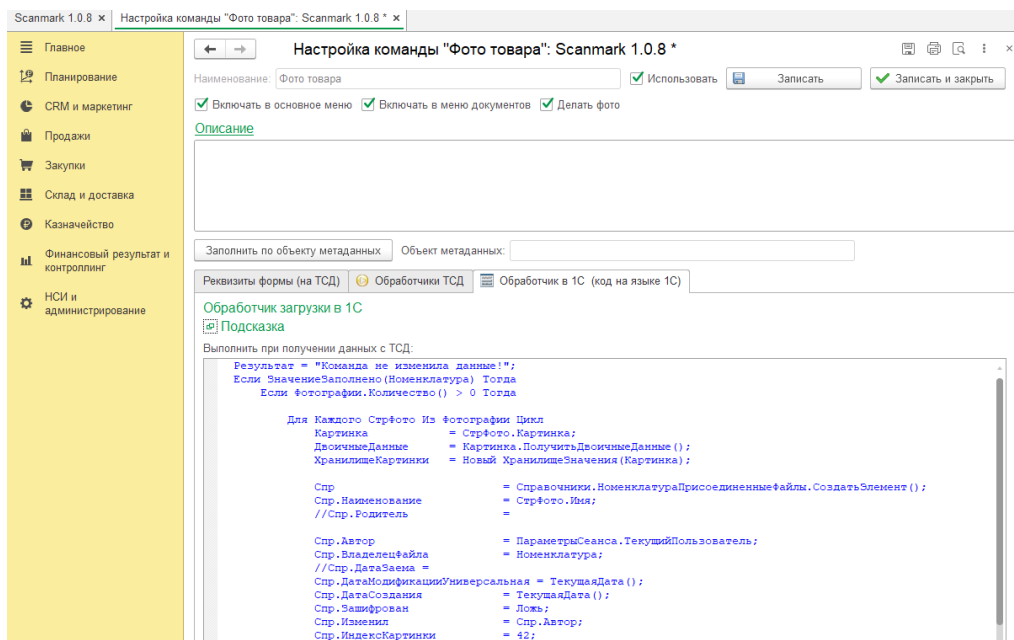 Scanmark 1.0.8 × Настройка команды "Фото товара": Scanmark 1.0.8 * ×
Главное
Планирование
CRM и маркетинг
Продажи
Закупки
Склад и доставка
Казначейство
Финансовый результат и
контроллинг
НСИ и
администрирование
Настройка команды "Фото товара": Scanmark 1.0.8 *
Наименование: Фото товара Использовать Записать Записать и закрыть
Включать в основное меню Включать в меню документов Делать фото
Описание
Заполнить по объекту метаданных Объект метаданных:
Реквизиты формы (на ТСД) Обработчики ТСД Обработчик в 1С (код на языке 1С)
Обработчик загрузки в 1С
Подсказка
Выполнить при получении данных с ТСД:
Результат = "Команда не изменила данные!";
Если ЗначениеЗаполнено(Номенклатура) Тогда
Если Фотографии.Количество() > 0 Тогда
Для Каждого СтрФото Из Фотографии Цикл
Картинка = СтрФото.Картинка;
ДвоичныеДанные = Картинка.ПолучитьДвоичныеДанные();
ХранилищеКартинки = Новый ХранилищеЗначения(Картинка);
Спр = Справочники.НоменклатураПрисоединенныеФайлы.СоздатьЭлемент();
Спр.Наименование = СтрФото.Имя;
//Спр.Родитель =
Спр.Автор = ПараметрыСеанса.ТекущийПользователь;
Спр.ВладелецФайла = Номенклатура;
//Спр.ДатаЗаема =
Спр.ДатаМодификацииУниверсальная = ТекущаяДата();
Спр.ДатаСоздания = ТекущаяДата();
Спр.Зашифрован = Ложь;
Спр.Изменил = Спр.Автор;
Спр.ИндексКартинки = 42;